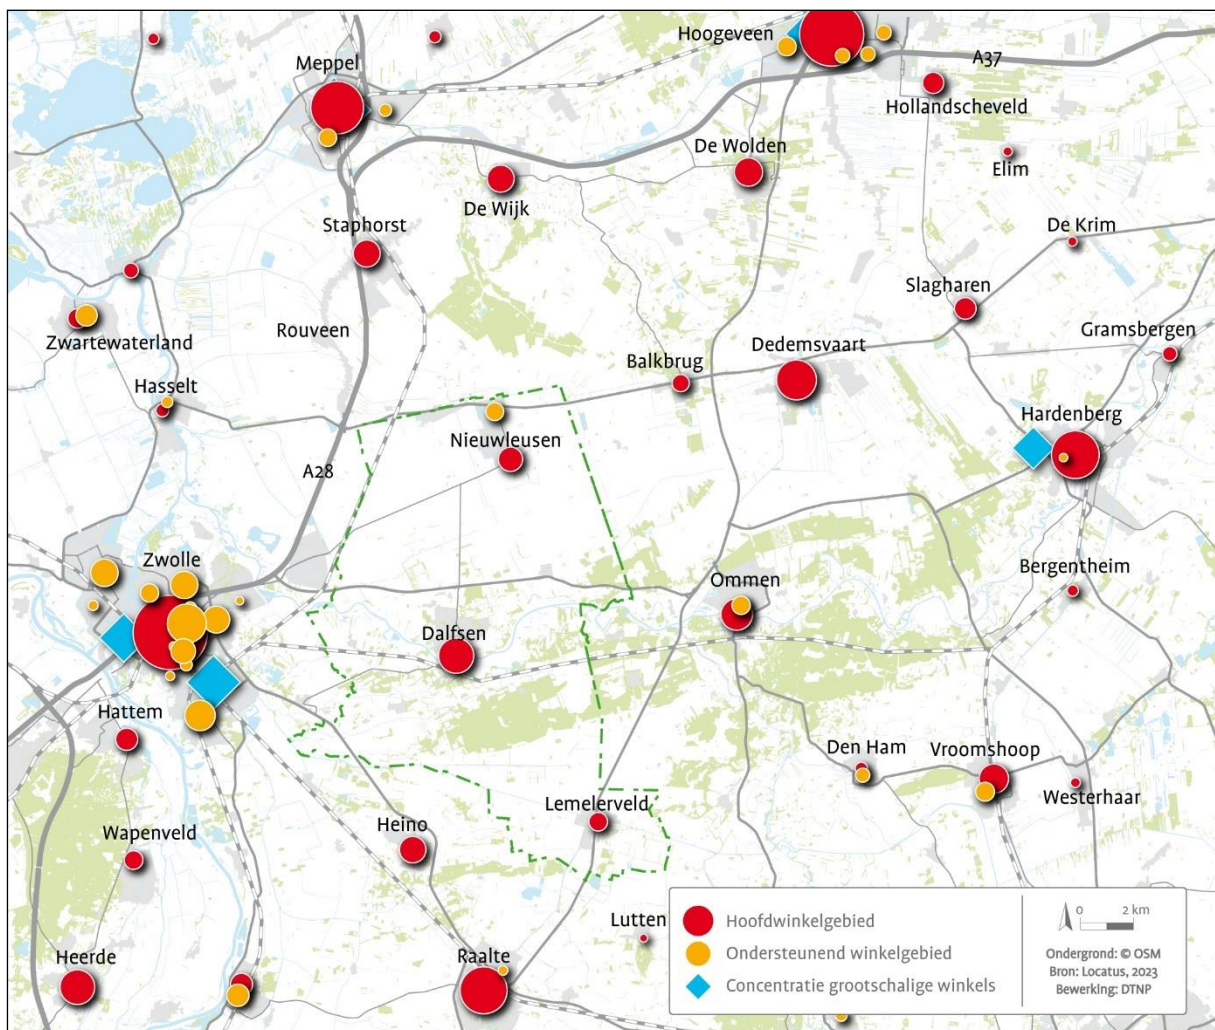 Hoogeveen
A37
Meppel
Hollandscheveld
De Wolden
Elim
De Wijk
Staphorst
De Krim
Slagharen
Rouveen
Zwartewaterland
Gramsbergen
Balkbrug
Dedemsvaart
Hasselt
Hardenberg
Nieuwleusen
A28
Zwolle
Bergentheim
Ommen
Dalfsen
Hattem
Den Ham
Vroomshoop
Westerhaar
Lemelerveld
Heino
Wapenveld
Lutten
Heerde
Raalte
Hoofdwinkelgebied
Ondersteunend winkelgebied
Concentratie grootschalige winkels
0 2 km
Ondergrond: © OSM
Bron: Locatus, 2023
Bewerking: DTNP